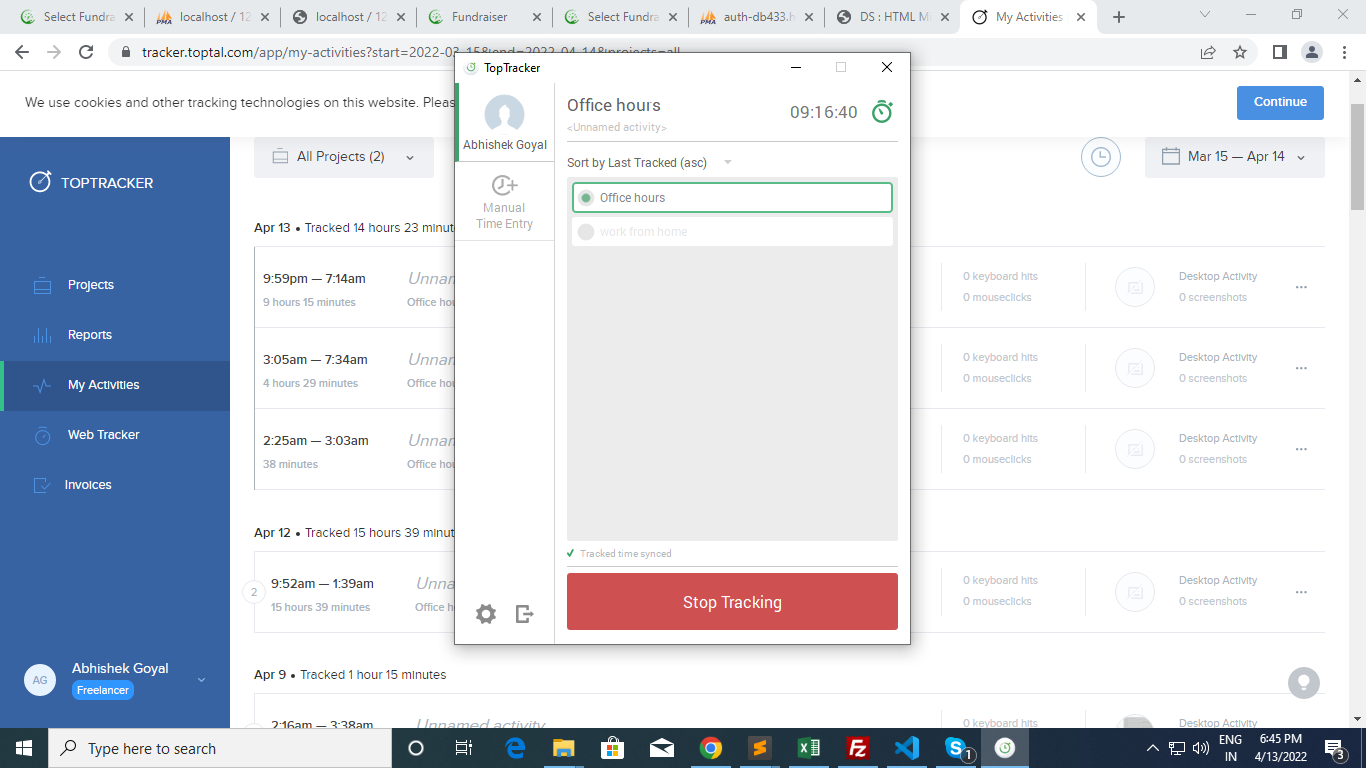 Select Fundra
localhost / 12
localhost / 12
Fundraiser
Select Fundra
auth-db433.h
DS : HTML M
My Activities
tracker.toptal.com/app/my-activities?start=2022-03-15&end=2022-04-14&projects=all
We use cookies and other tracking technologies on this website. Pleas
Continue
TOPTRACKER
Projects
Reports
My Activities
Web Tracker
Invoices
AG
Abhishek Goyal
Freelancer
All Projects (2)
Mar 15 — Apr 14
Apr 13 • Tracked 14 hours 23 minut
9:59pm — 7:14am
Unnam
9 hours 15 minutes
Office hou
0 keyboard hits
0 mouseclicks
Desktop Activity
0 screenshots
3:05am — 7:34am
Unnam
4 hours 29 minutes
Office hou
0 keyboard hits
0 mouseclicks
Desktop Activity
0 screenshots
2:25am — 3:03am
Unnam
38 minutes
Office hou
0 keyboard hits
0 mouseclicks
Desktop Activity
0 screenshots
Apr 12 • Tracked 15 hours 39 minut
2
9:52am — 1:39am
Unna
15 hours 39 minutes
Office h
0 keyboard hits
0 mouseclicks
Desktop Activity
0 screenshots
Apr 9 • Tracked 1 hour 15 minutes
2:16am — 3:38am
Unnamed activity
0 keyboard hits
Desktop Activity
TopTracker
Abhishek Goyal
Manual
Time Entry
Office hours
<Unnamed activity>
09:16:40
Sort by Last Tracked (asc)
Office hours
work from home
Tracked time synced
Stop Tracking
Type here to search
1
ENG
IN
6:45 PM
4/13/2022
3